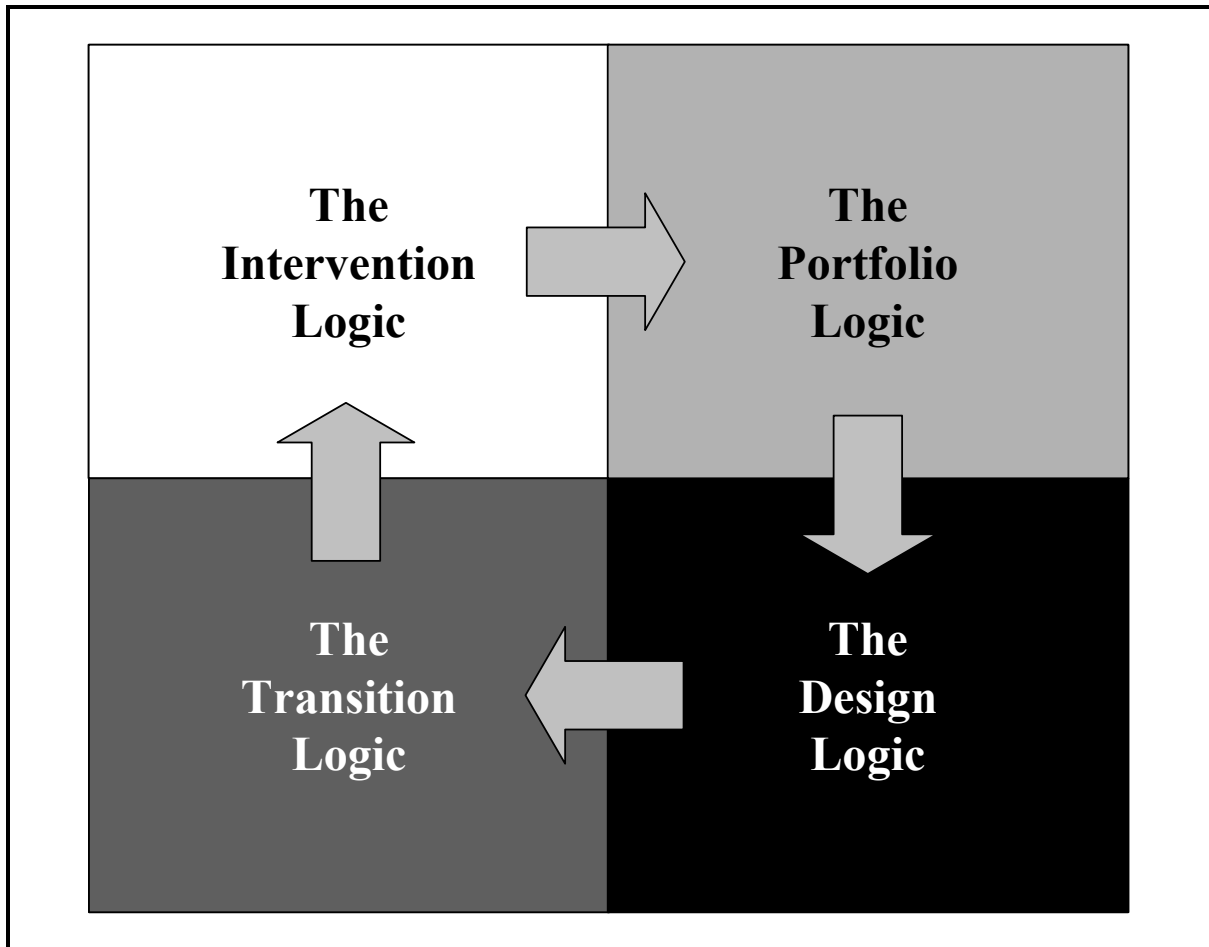 The
Intervention
Logic
The
Portfolio
Logic
The
Transition
Logic
The
Design
Logic